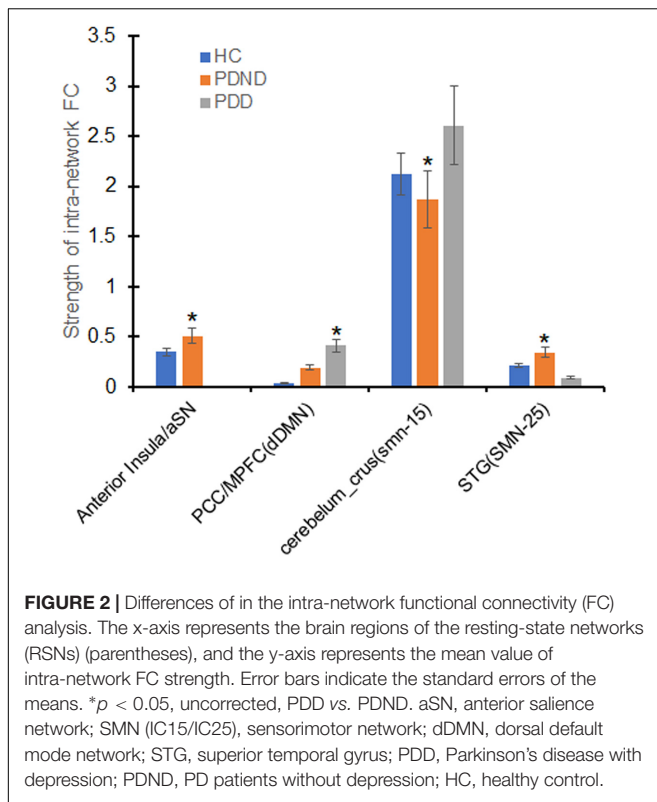 3.5
3
2.5
2
1.5
1
0.5
0
Strength of intra-network FC
HC
PDND
PDD
*
*
*
*
Anterior Insula/aSN
PCC/MPFC(dDMN)
cerebelum_crus(smn-15)
STG(SMN-25)
FIGURE 2 | Differences of in the intra-network functional connectivity (FC)
analysis. The x-axis represents the brain regions of the resting-state networks
(RSNs) (parentheses), and the y-axis represents the mean value of
intra-network FC strength. Error bars indicate the standard errors of the
means. *p < 0.05, uncorrected, PDD vs. PDND. aSN, anterior salience
network; SMN (IC15/IC25), sensorimotor network; dDMN, dorsal default
mode network; STG, superior temporal gyrus; PDD, Parkinson's disease with
depression; PDND, PD patients without depression; HC, healthy control.